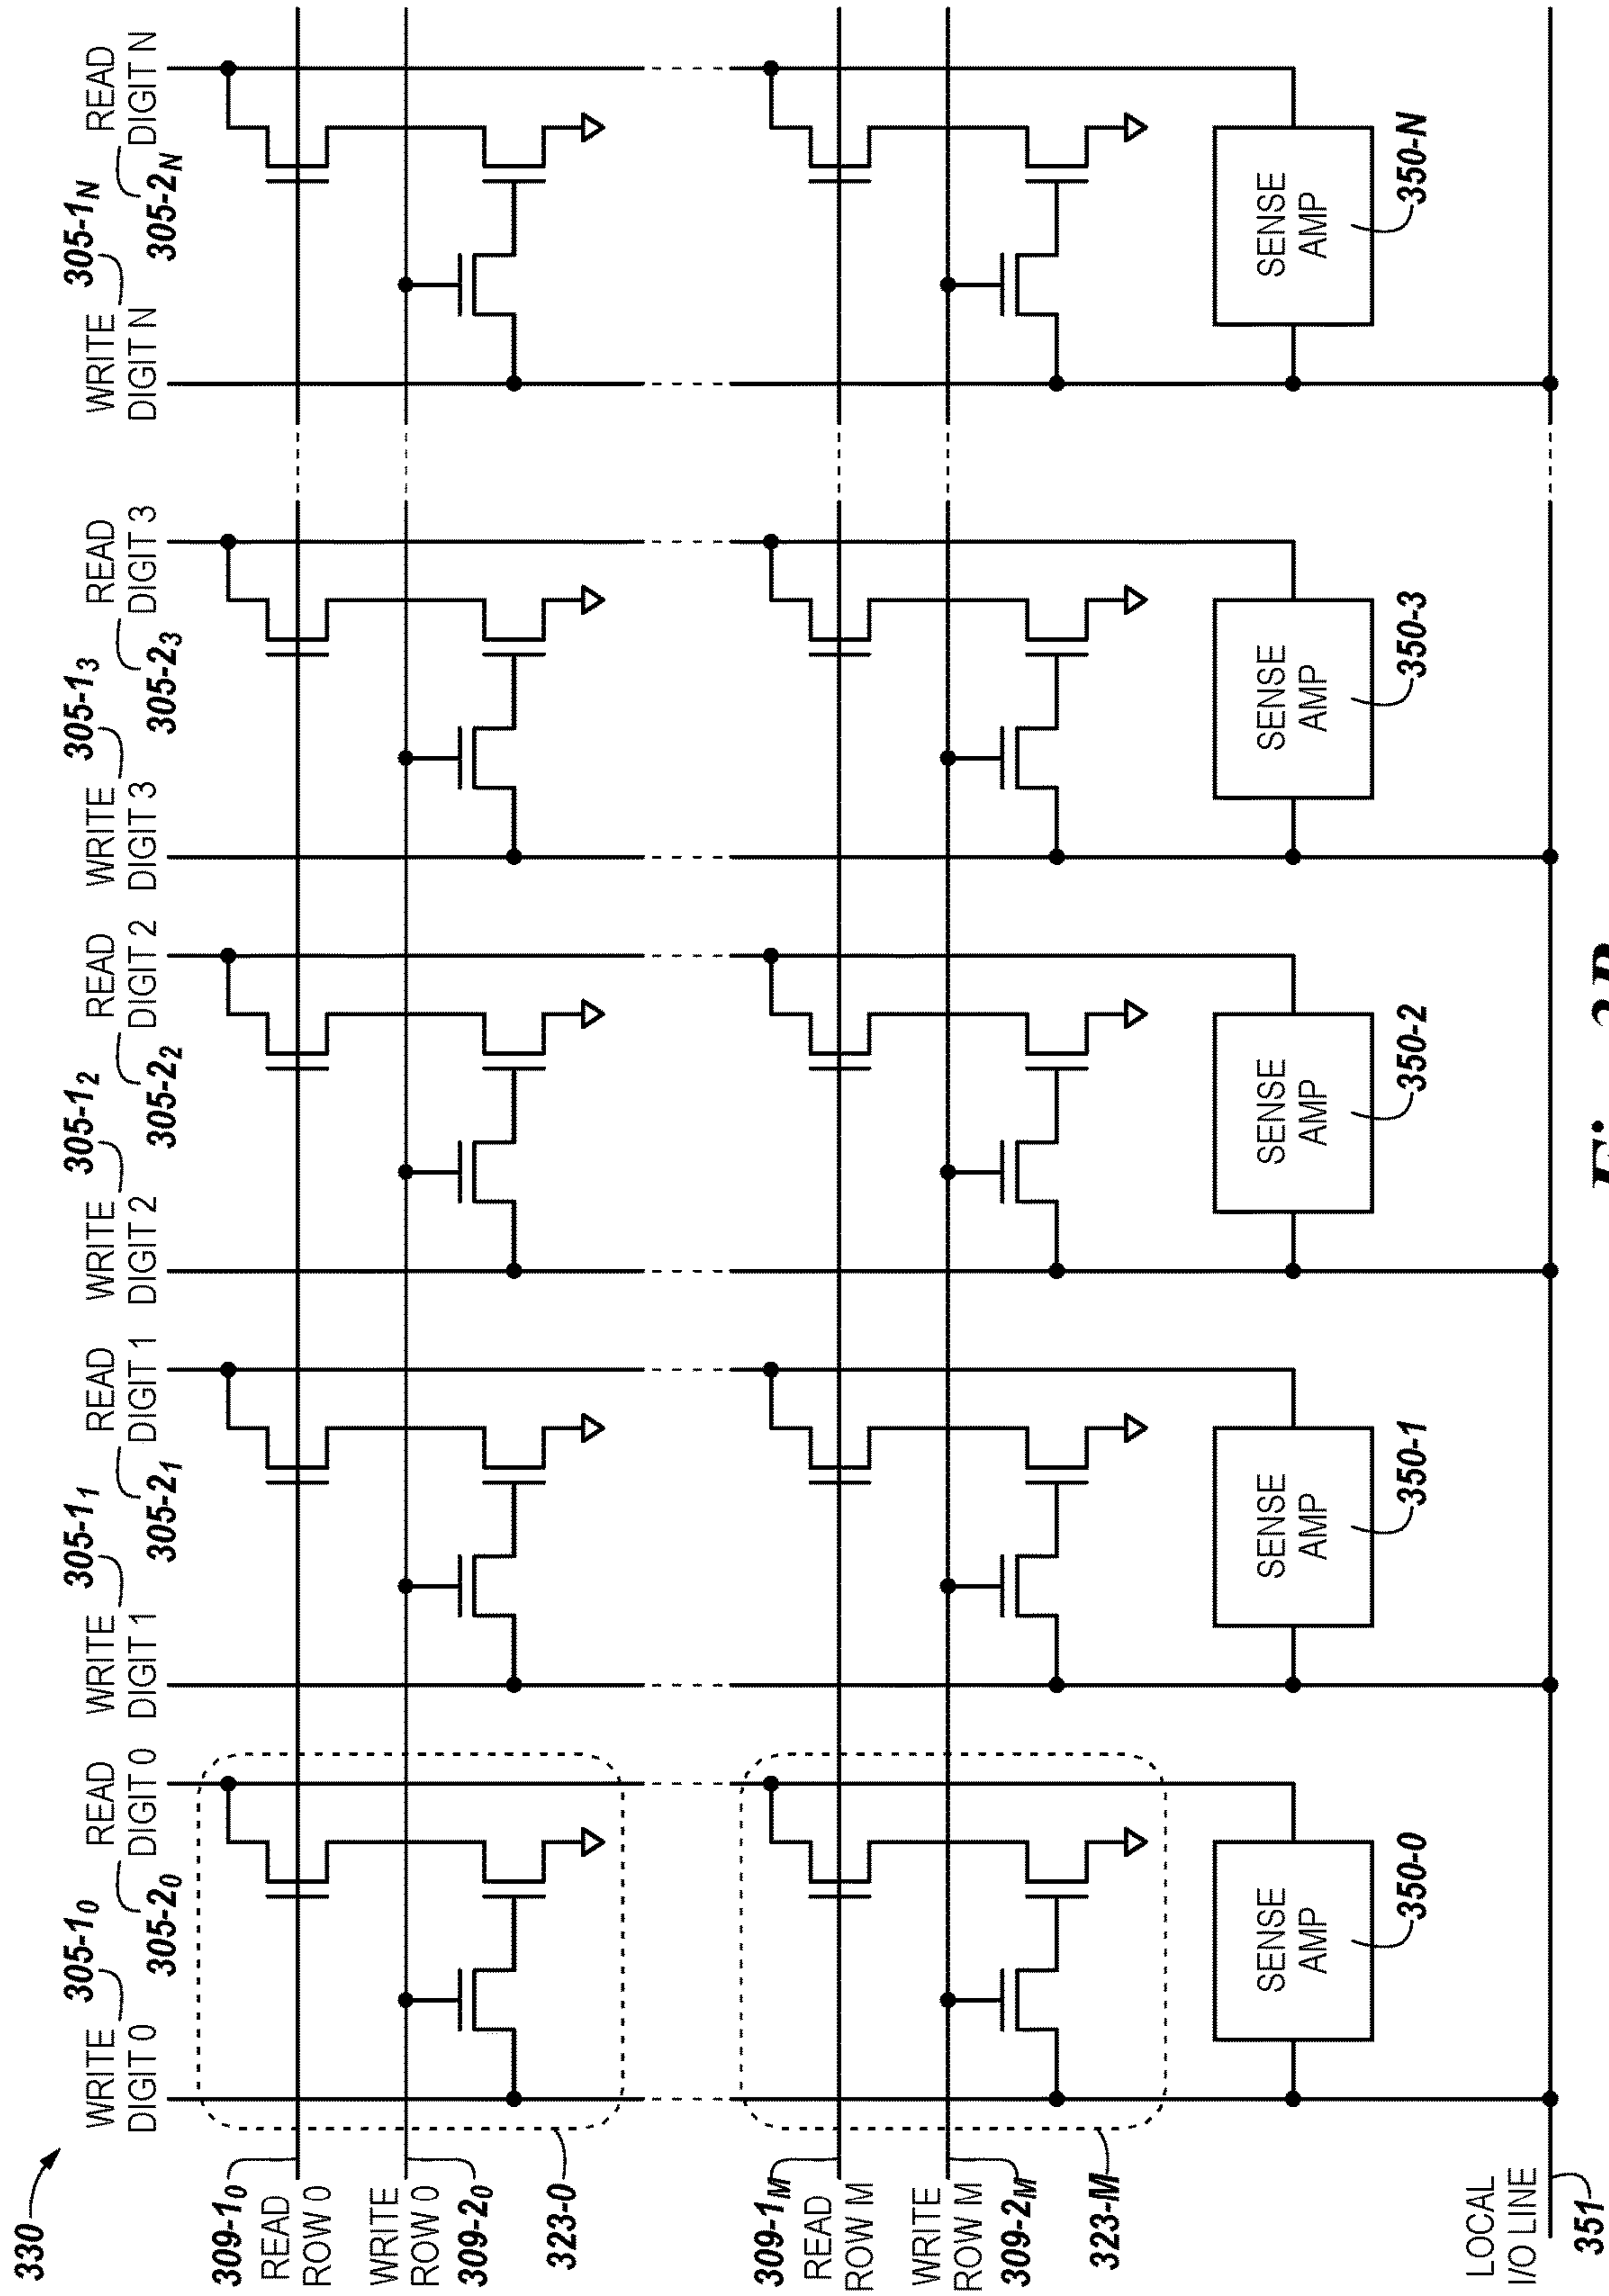 330
305-1₀
305-1₁
305-1₂
305-1₃
305-1N
WRITE
DIGIT 0
READ
DIGIT 0
WRITE
DIGIT 1
READ
DIGIT 1
WRITE
DIGIT 2
READ
DIGIT 2
WRITE
DIGIT 3
READ
DIGIT 3
WRITE
DIGIT N
READ
DIGIT N
305-2₀
305-2₁
305-2₂
305-2₃
305-2N
309-1₀
READ
ROW 0
WRITE
ROW 0
309-2₀
323-0
309-1M
READ
ROW M
WRITE
ROW M
309-2M
323-M
SENSE
AMP
SENSE
AMP
SENSE
AMP
SENSE
AMP
SENSE
AMP
350-0
350-1
350-2
350-3
350-N
LOCAL
I/O LINE
351